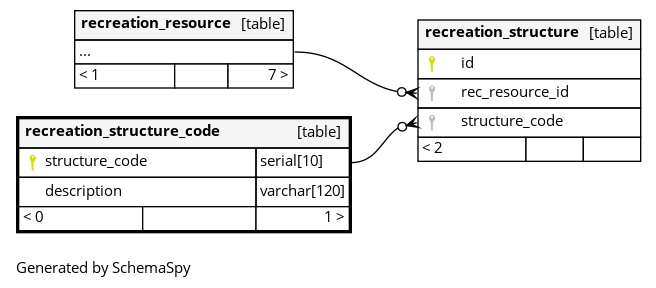 recreation_resource [table]
...
< 1 7 >
recreation_structure [table]
id
rec_resource_id
structure_code
< 2
recreation_structure_code [table]
structure_code serial[10]
description varchar[120]
< 0 1 >
Generated by SchemaSpy